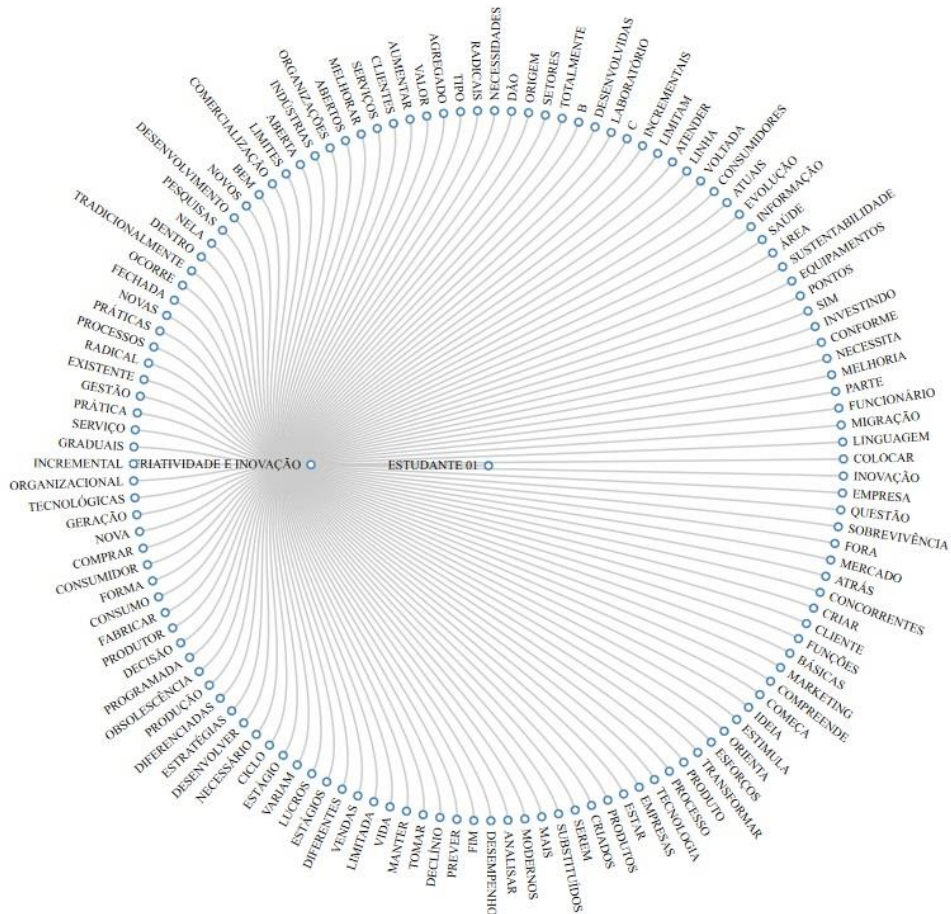 NECESSIDADES
DÃO
ORIGEM
SETORES
TOTALMENTE
B
DESENVOLVIDAS
LABORATÓRIO
C
INCREMENTAIS
LIMITAM
ATENDER
LINHA
VOLTADA
CONSUMIDORES
ATUAIS
EVOLUÇÃO
INFORMAÇÃO
SAÚDE
ÁREA
SUSTENTABILIDADE
EQUIPAMENTOS
PONTOS
SIM
INVESTINDO
CONFORME
NECESSITA
MELHORIA
PARTE
FUNCIONÁRIO
MIGRAÇÃO
LINGUAGEM
COLOCAR
INOVAÇÃO
EMPRESA
QUESTÃO
SOBREVIVÊNCIA
FORA
MERCADO
ATRÁS
CONCORRENTES
CRIAR
CLIENTE
FUNÇÕES
BÁSICAS
MARKETING
COMPREENDE
COMEÇA
IDEIA
ESTIMULA
ORIENTA
ESFORÇOS
TRANSFORMAR
PRODUTO
PROCESSO
TECNOLOGIA
EMPRESAS
ESTAR
PRODUTOS
CRIADOS
SEREM
SUBSTITUÍDOS
MAIS
MODERNOS
ANALISAR
DESEMPENHO
FIM
PREVER
DECLÍNIO
TOMAR
MANTER
VIDA
LIMITADA
VENDAS
DIFERENTES
ESTÁGIOS
LUCROS
VARIAM
ESTÁGIO
CICLO
NECESSÁRIO
DESENVOLVER
ESTRATÉGIAS
DIFERENCIADAS
PRODUÇÃO
OBSOLESCÊNCIA
PROGRAMADA
DECISÃO
PRODUTOR
FABRICAR
CONSUMO
FORMA
CONSUMIDOR
COMPRAR
NOVA
GERAÇÃO
TECNOLÓGICAS
ORGANIZACIONAL
INCREMENTAL
GRADUAIS
SERVIÇO
PRÁTICA
GESTÃO
EXISTENTE
RADICAL
PROCESSOS
PRÁTICAS
NOVAS
FECHADA
OCORRE
TRADICIONALMENTE
DENTRO
NELA
PESQUISAS
DESENVOLVIMENTO
NOVOS
BEM
COMERCIALIZAÇÃO
LIMITES
ABERTA
INDÚSTRIAS
ORGANIZAÇÕES
ABERTOS
MELHORAR
SERVIÇOS
CLIENTES
AUMENTAR
VALOR
AGREGADO
TIPO
RADICAIS
RIATIVIDADE E INOVAÇÃO
ESTUDANTE 01